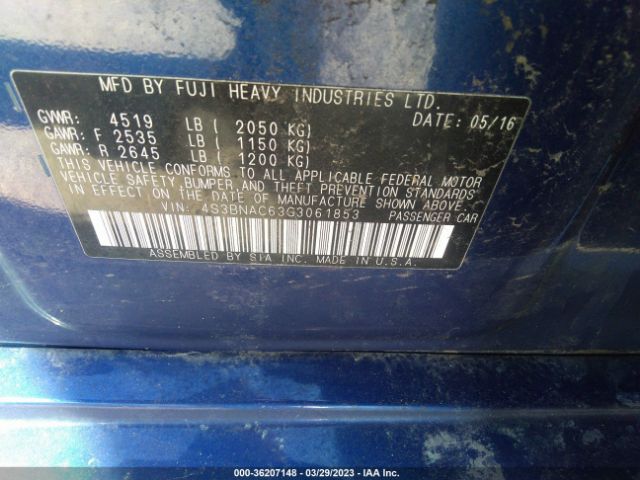 MFD BY FUJI HEAVY INDUSTRIES LTD.
GVWR: 4519 LB ( 2050 KG) DATE: 05/16
GAWR: F 2535 LB ( 1150 KG)
GAWR: R 2645 LB ( 1200 KG)
THIS VEHICLE CONFORMS TO ALL APPLICABLE FEDERAL MOTOR
VEHICLE SAFETY, BUMPER, AND THEFT PREVENTION STANDARDS
IN EFFECT ON THE DATE OF MANUFACTURE SHOWN ABOVE.
VIN: 4S3BNAC63G3061853 PASSENGER CAR
ASSEMBLED BY SIA INC. MADE IN U.S.A.
000-36207148 - 03/29/2023 - IAA Inc.